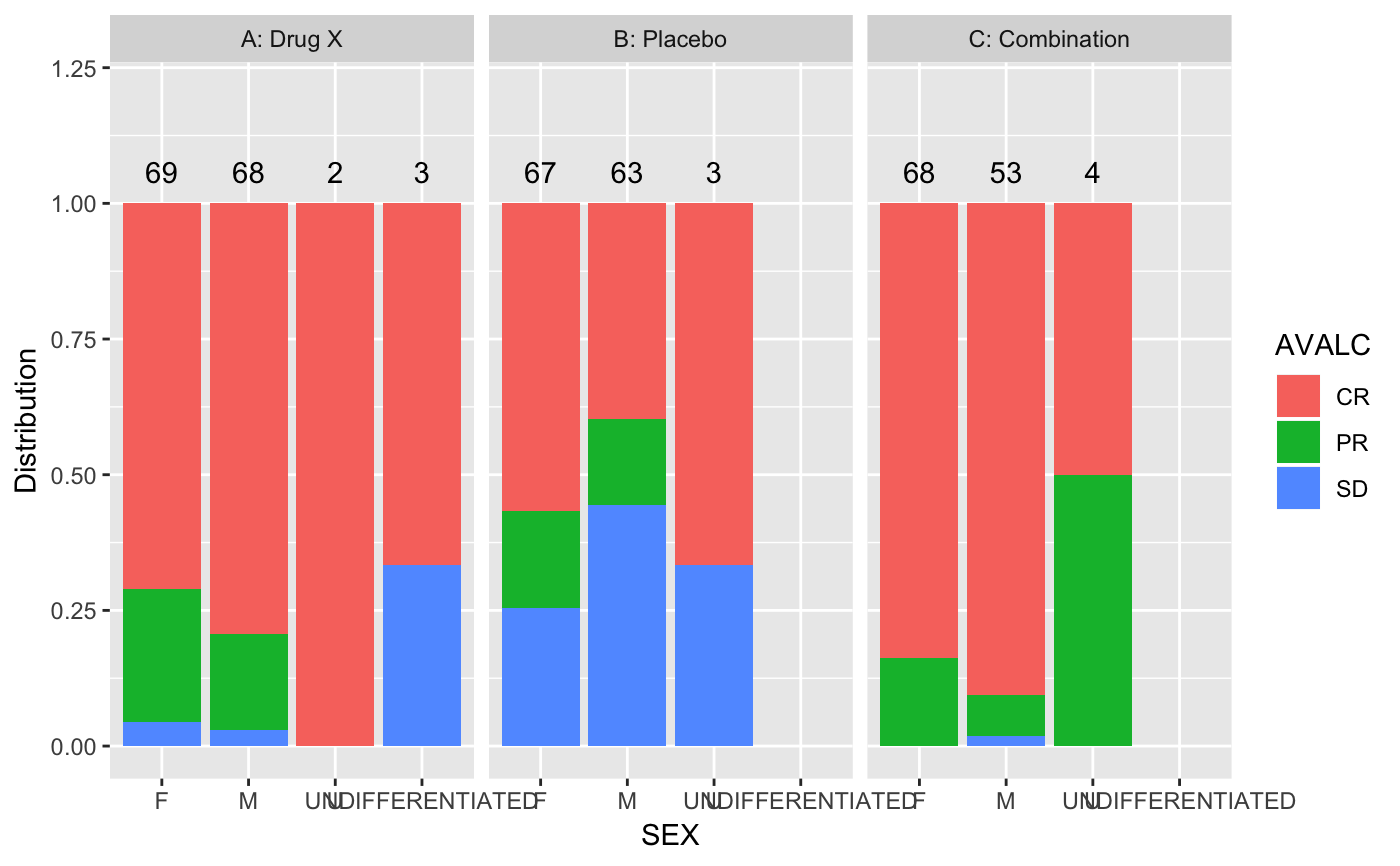 A: Drug X
B: Placebo
C: Combination
1.25
1.00
0.75
0.50
0.25
0.00
Distribution
69 68 2 3
67 63 3
68 53 4
F M U UNDIFFERENTIATED
F M U UNDIFFERENTIATED
F M U UNDIFFERENTIATED
SEX
AVALC
CR
PR
SD